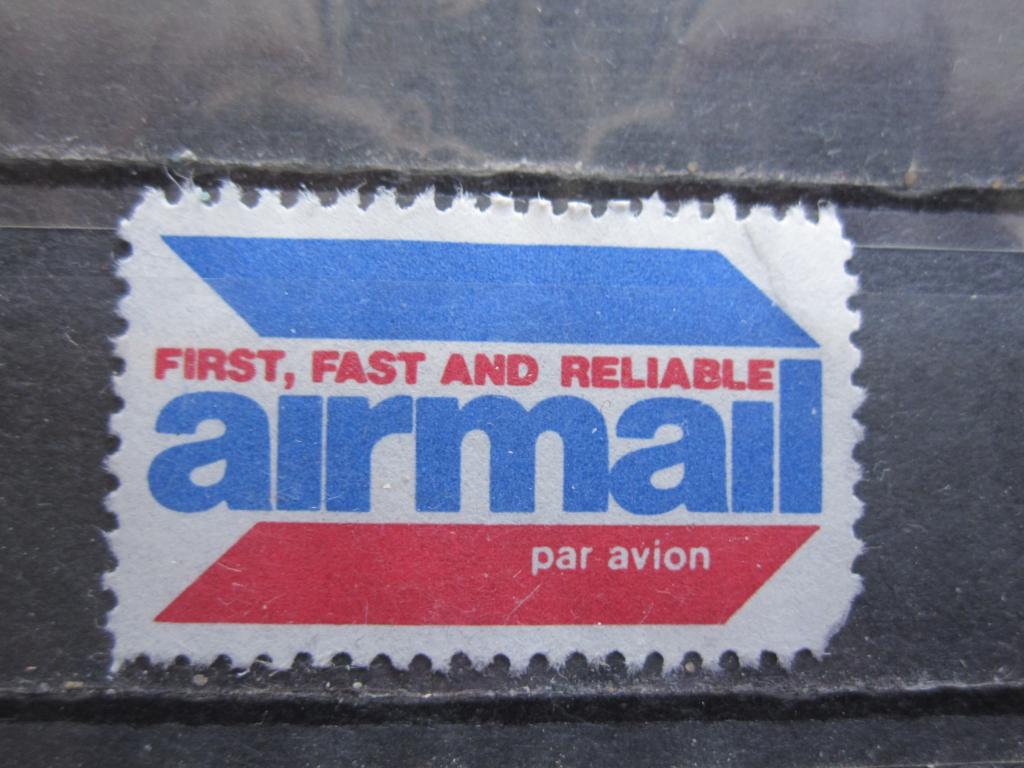 FIRST, FAST AND RELIABLE
airmail
par avion